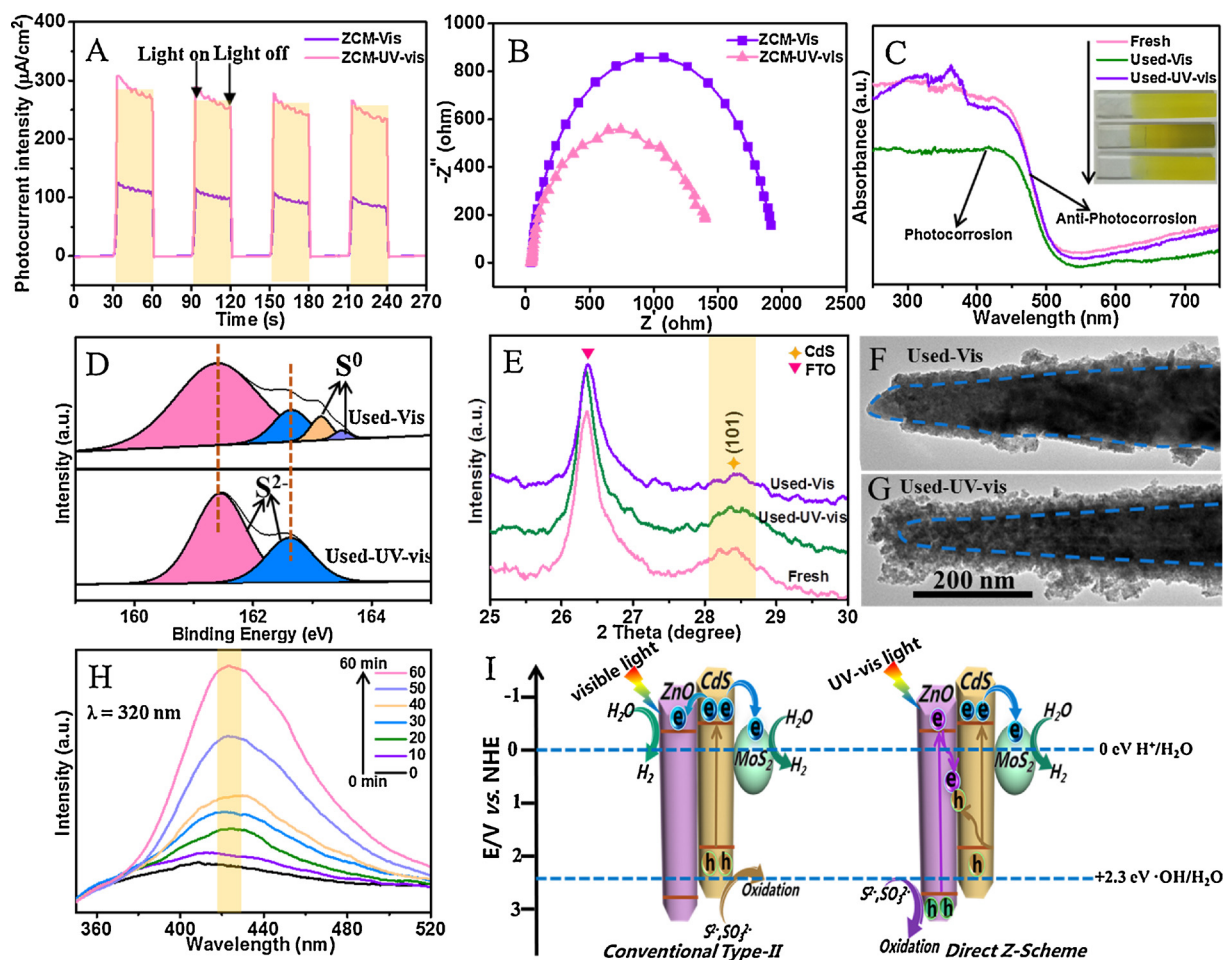 A
Photocurrent intensity (μA/cm²)
400
300
200
100
0
Light on
Light off
ZCM-Vis
ZCM-UV-vis
0 30 60 90 120 150 180 210 240 270
Time (s)
B
-Z" (ohm)
1000
800
600
400
200
0
ZCM-Vis
ZCM-UV-vis
0 500 1000 1500 2000 2500
Z' (ohm)
C
Absorbance (a.u.)
Fresh
Used-Vis
Used-UV-vis
Photocorrosion
Anti-Photocorrosion
300 400 500 600 700
Wavelength (nm)
D
Intensity (a.u.)
S⁰
Used-Vis
S²⁻
Used-UV-vis
160 162 164
Binding Energy (eV)
E
Intensity (a.u.)
CdS
FTO
(101)
Used-Vis
Used-UV-vis
Fresh
25 26 27 28 29 30
2 Theta (degree)
F
Used-Vis
G
Used-UV-vis
200 nm
H
Intensity (a.u.)
λ = 320 nm
60 min
0 min
60
50
40
30
20
10
0
360 400 440 480 520
Wavelength (nm)
I
E/V vs. NHE
-1
0
1
2
3
visible light
ZnO
CdS
H₂O
H₂
e
e e
e
MoS₂
H₂O
H₂
h h
Oxidation
S²⁻,SO₃²⁻
Conventional Type-II
UV-vis light
ZnO
CdS
e
e e
e
MoS₂
H₂O
H₂
e
h
h
h h
S²⁻,SO₃²⁻
Oxidation
Direct Z-Scheme
0 eV H⁺/H₂O
+2.3 eV ·OH/H₂O